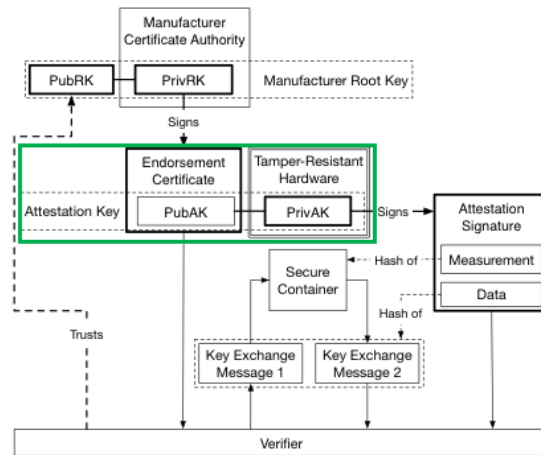 Manufacturer
Certificate Authority
PubRK
PrivRK
Manufacturer Root Key
Signs
Endorsement
Certificate
Tamper-Resistant
Hardware
Attestation Key
PubAK
PrivAK
Signs
Attestation
Signature
Measurement
Data
Hash of
Secure
Container
Hash of
Trusts
Key Exchange
Message 1
Key Exchange
Message 2
Verifier